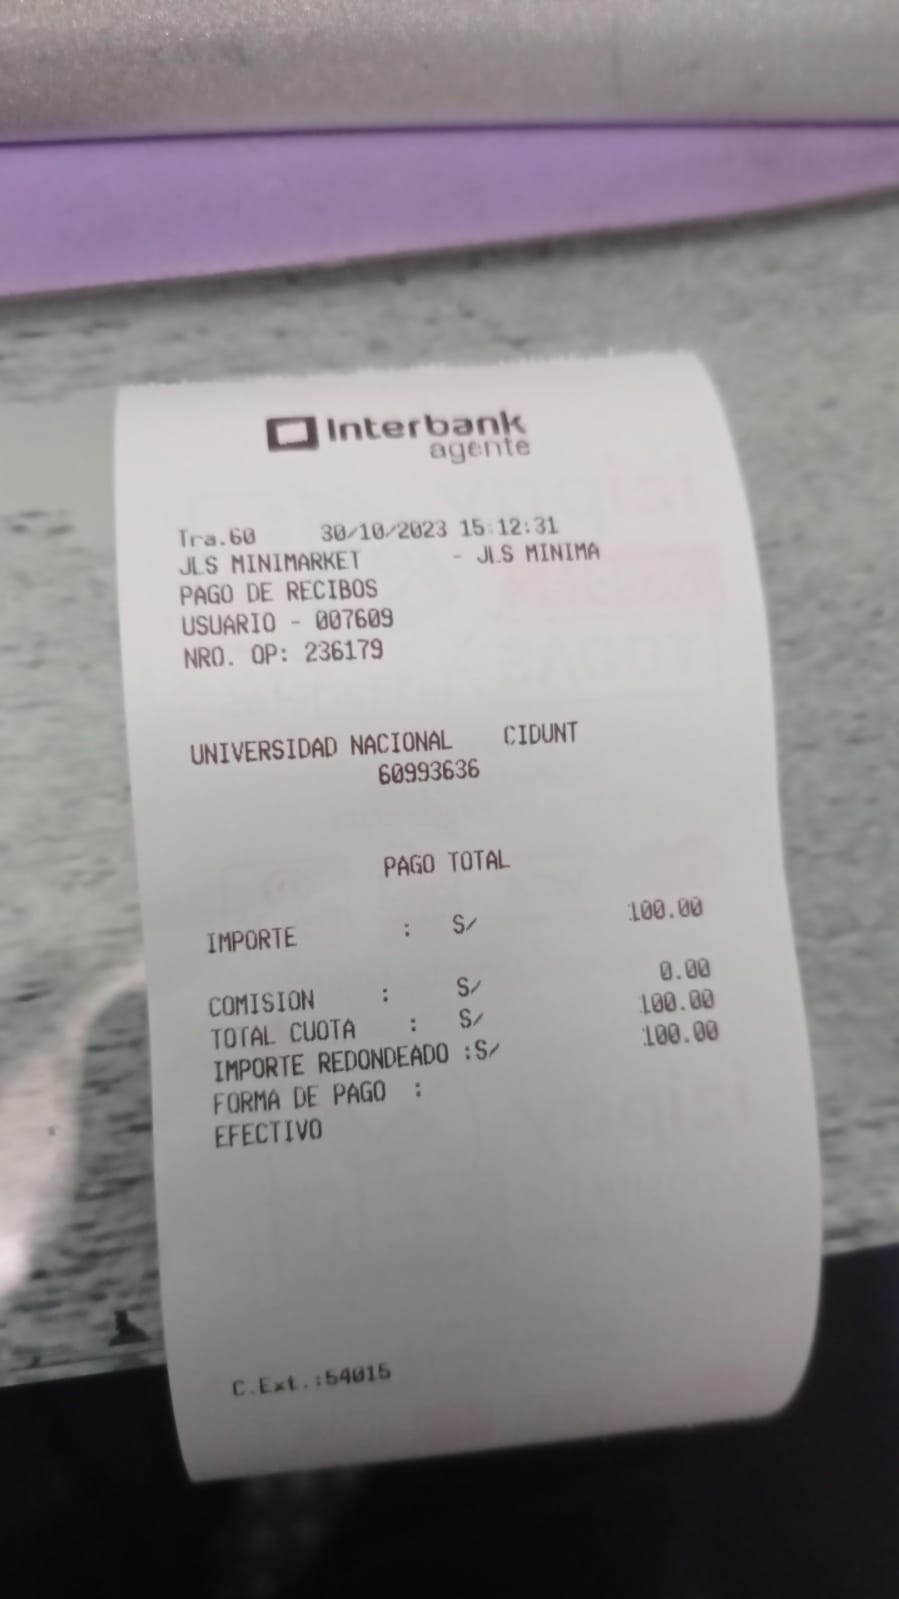 Interbank
agente
Tra.60 30/10/2023 15:12:31
JLS MINIMARKET - JLS MINIMA
PAGO DE RECIBOS
USUARIO - 007609
NRO. OP: 236179
UNIVERSIDAD NACIONAL CIDUNT
60993636
PAGO TOTAL
IMPORTE : S/ 100.00
COMISION : S/ 0.00
TOTAL CUOTA : S/ 100.00
IMPORTE REDONDEADO :S/ 100.00
FORMA DE PAGO :
EFECTIVO
C.Ext.:54015